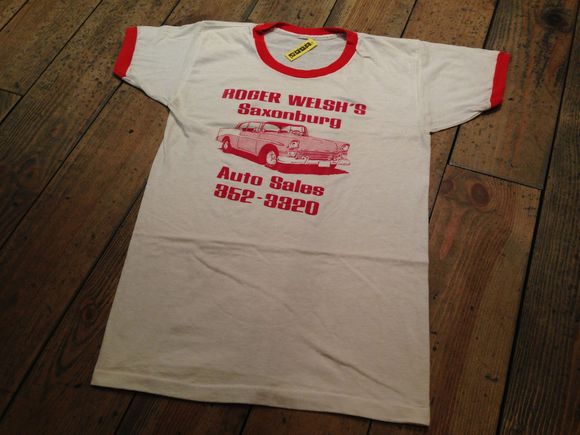 ROGER WELSH'S
Saxonburg
Auto Sales
352-3320